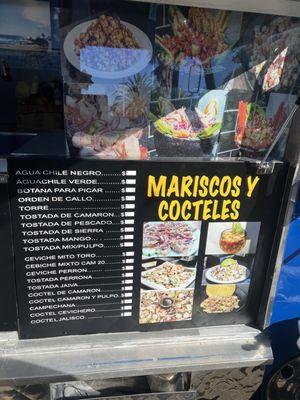 AGUA CHILE NEGRO..........$
AGUACHILE VERDE...........$
BOTANA PARA PICAR $
ORDEN DE CALLO...........$
TORRE................. $
TOSTADA DE CAMARON...$
TOSTADA DE PESCADO....$
TOSTADA DE SIERRA $
TOSTADA MANGO... $
TOSTADA MIX/PULPO......$
CEVICHE MITO TORO $
CEBICHE MIXTO CAM 20 $
CEVICHE PERRON............$
TOSTADA PERRONA $
TOSTADA JAIVA $
COCTEL DE CAMARON $
COCTEL CAMARON Y PULPO $
CAMPECHANA $
COCTEL CEVICHERO $
COCTEL JALISCO. $
MARISCOS Y
COCTELES